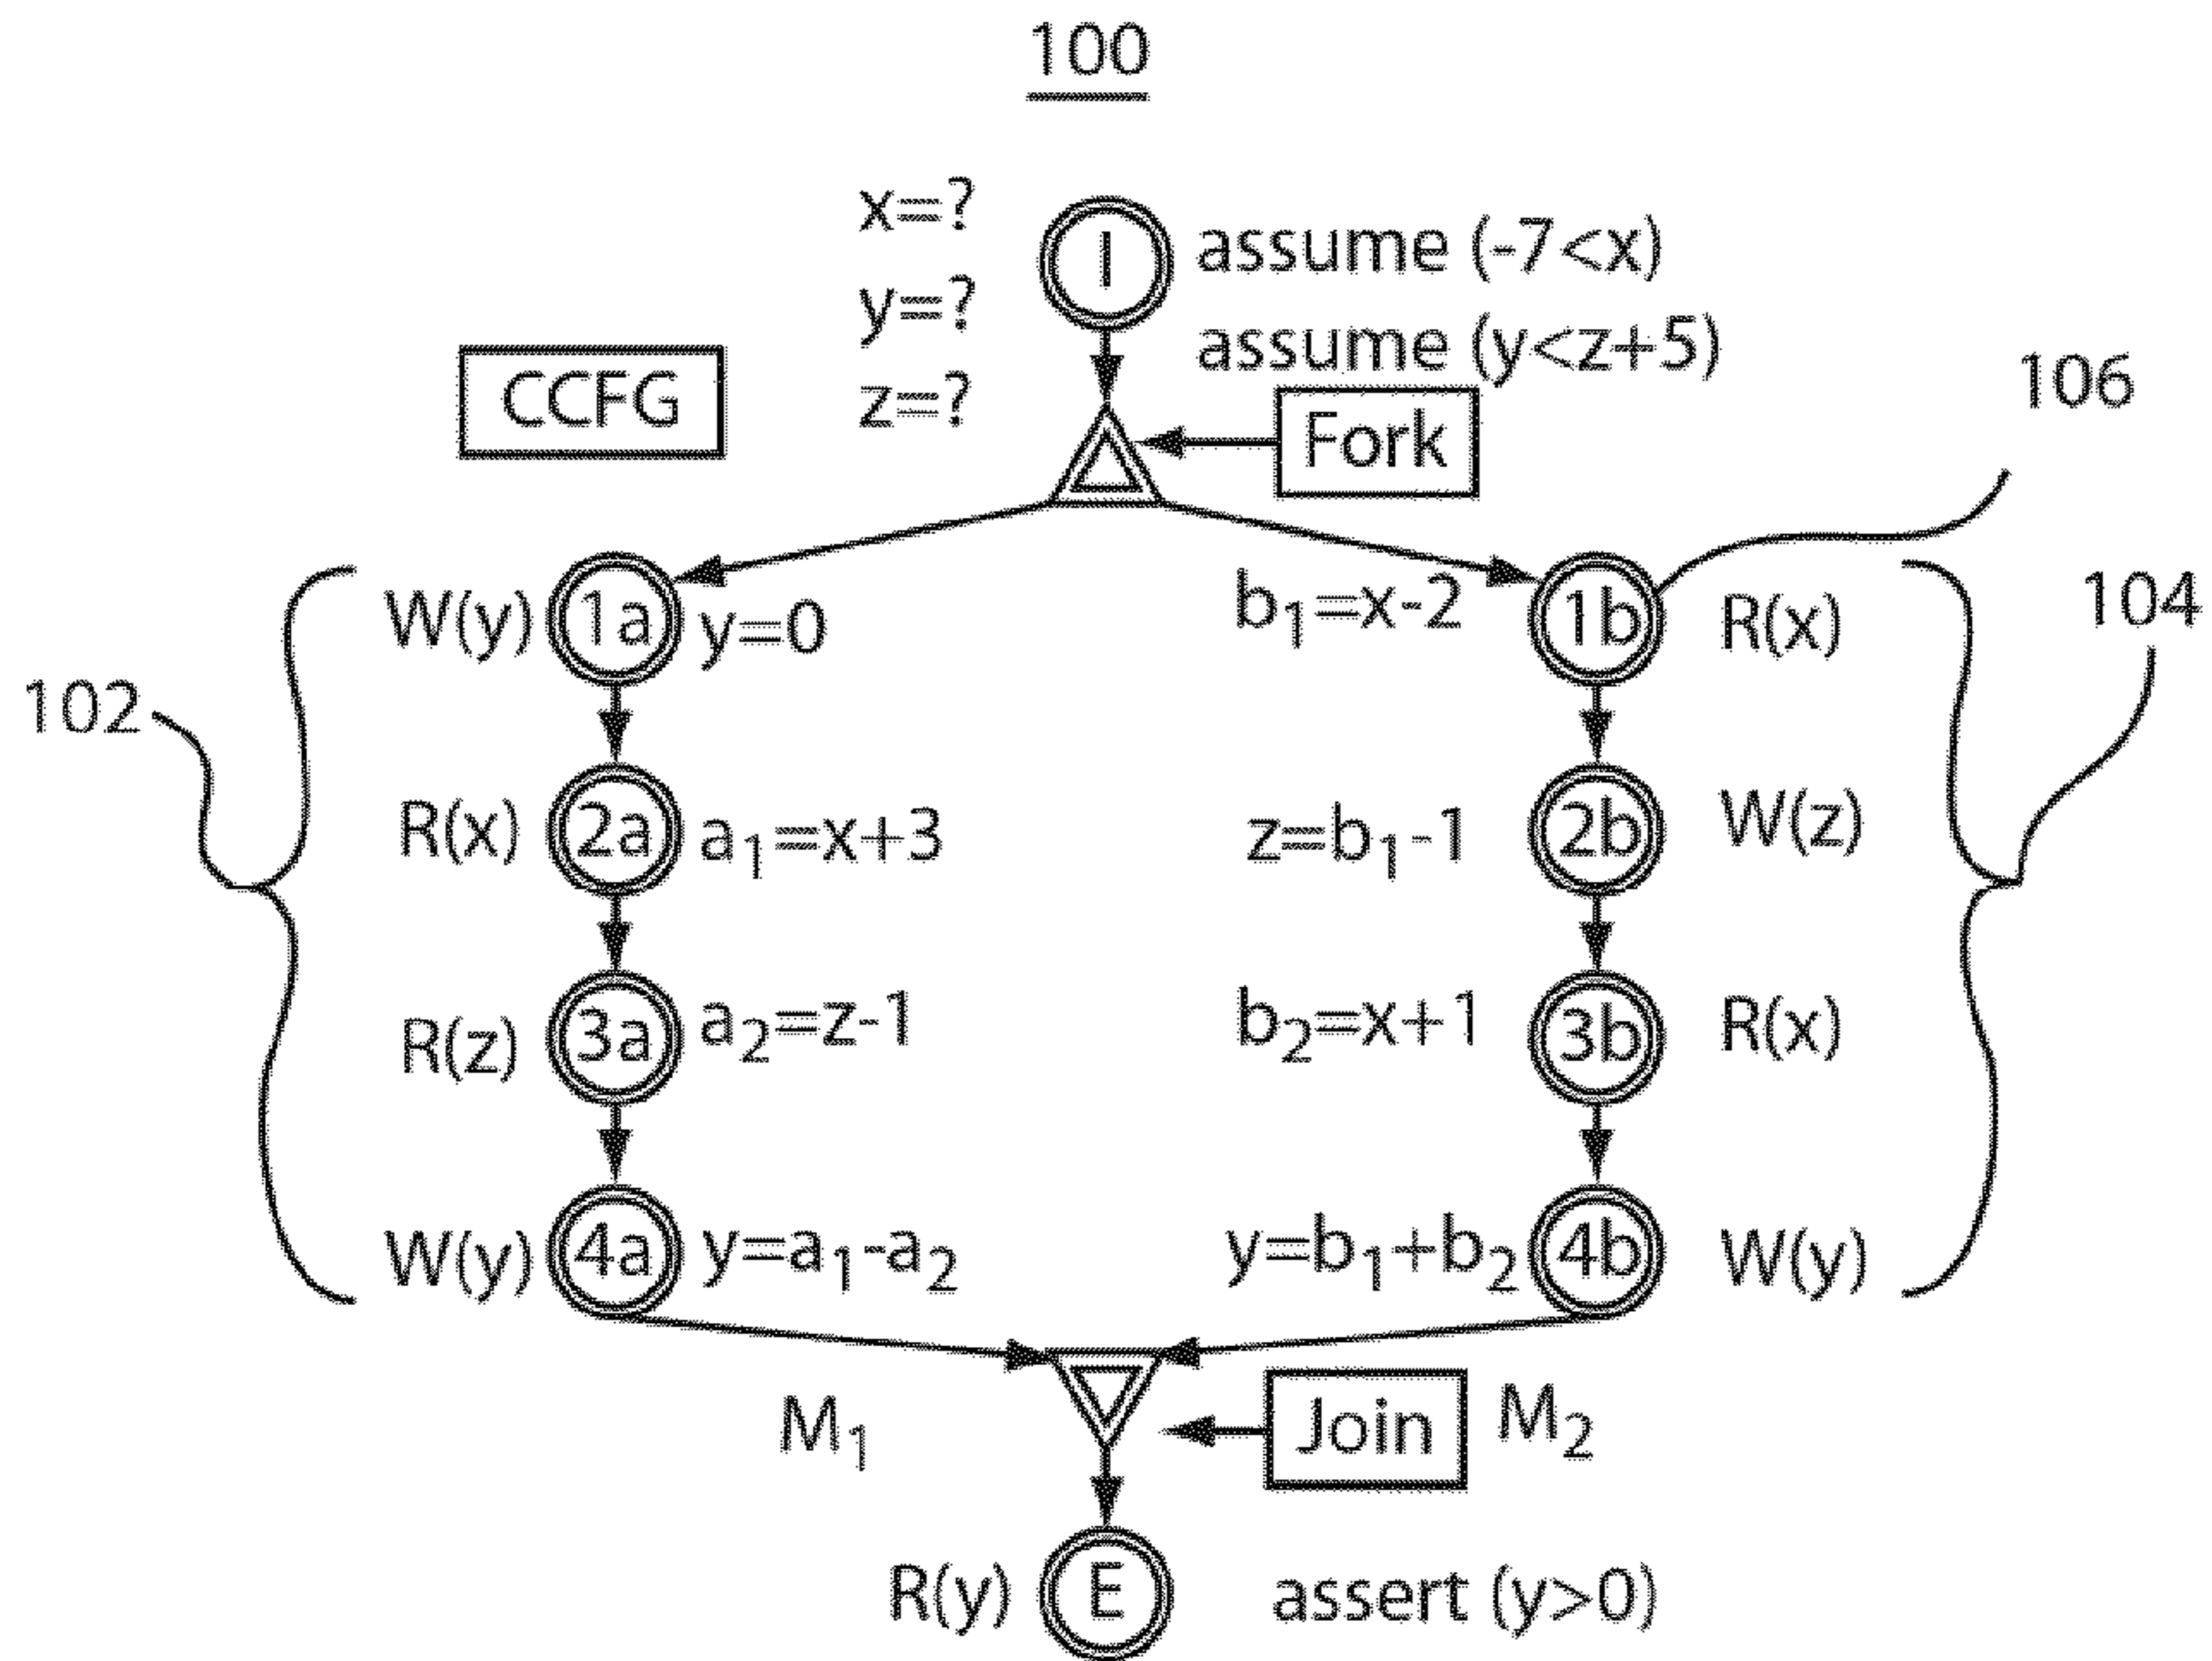 100
x=?
I
assume (-7<x)
y=?
assume (y<z+5)
z=?
CCFG
Fork
106
W(y) 1a y=0
b₁=x-2 1b R(x)
104
102
R(x) 2a a₁=x+3
z=b₁-1 2b W(z)
R(z) 3a a₂=z-1
b₂=x+1 3b R(x)
W(y) 4a y=a₁-a₂
y=b₁+b₂ 4b W(y)
M₁
Join
M₂
R(y) E assert (y>0)